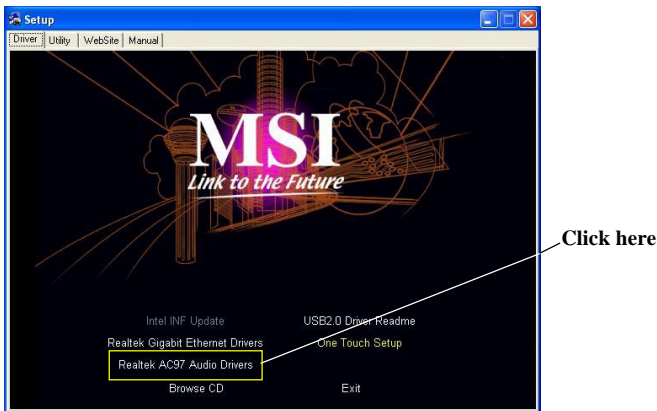 Setup
Driver Utility WebSite Manual
MSI
Link to the Future
Click here
Intel INF Update USB2.0 Driver Readme
Realtek Gigabit Ethernet Drivers One Touch Setup
Realtek AC97 Audio Drivers
Browse CD Exit